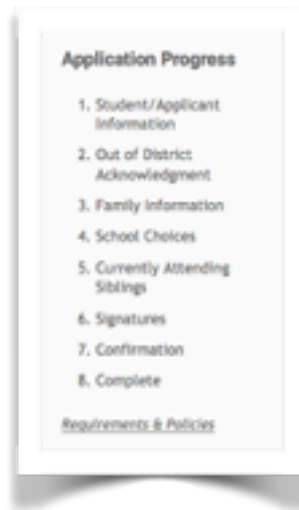 Application Progress
1. Student/Applicant
Information
2. Out of District
Acknowledgment
3. Family Information
4. School Choices
5. Currently Attending
Siblings
6. Signatures
7. Confirmation
8. Complete
Requirements & Policies